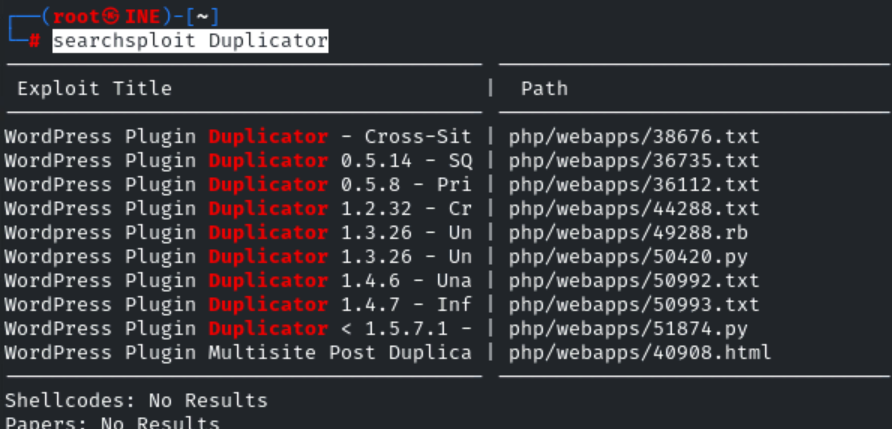 (root㉿INE)-[~]
# searchsploit Duplicator
Exploit Title | Path
WordPress Plugin Duplicator - Cross-Sit | php/webapps/38676.txt
WordPress Plugin Duplicator 0.5.14 - SQ | php/webapps/36735.txt
WordPress Plugin Duplicator 0.5.8 - Pri | php/webapps/36112.txt
Wordpress Plugin Duplicator 1.2.32 - Cr | php/webapps/44288.txt
Wordpress Plugin Duplicator 1.3.26 - Un | php/webapps/49288.rb
WordPress Plugin Duplicator 1.3.26 - Un | php/webapps/50420.py
WordPress Plugin Duplicator 1.4.6 - Una | php/webapps/50992.txt
WordPress Plugin Duplicator 1.4.7 - Inf | php/webapps/50993.txt
WordPress Plugin Duplicator < 1.5.7.1 - | php/webapps/51874.py
WordPress Plugin Multisite Post Duplica | php/webapps/40908.html
Shellcodes: No Results
Papers: No Results